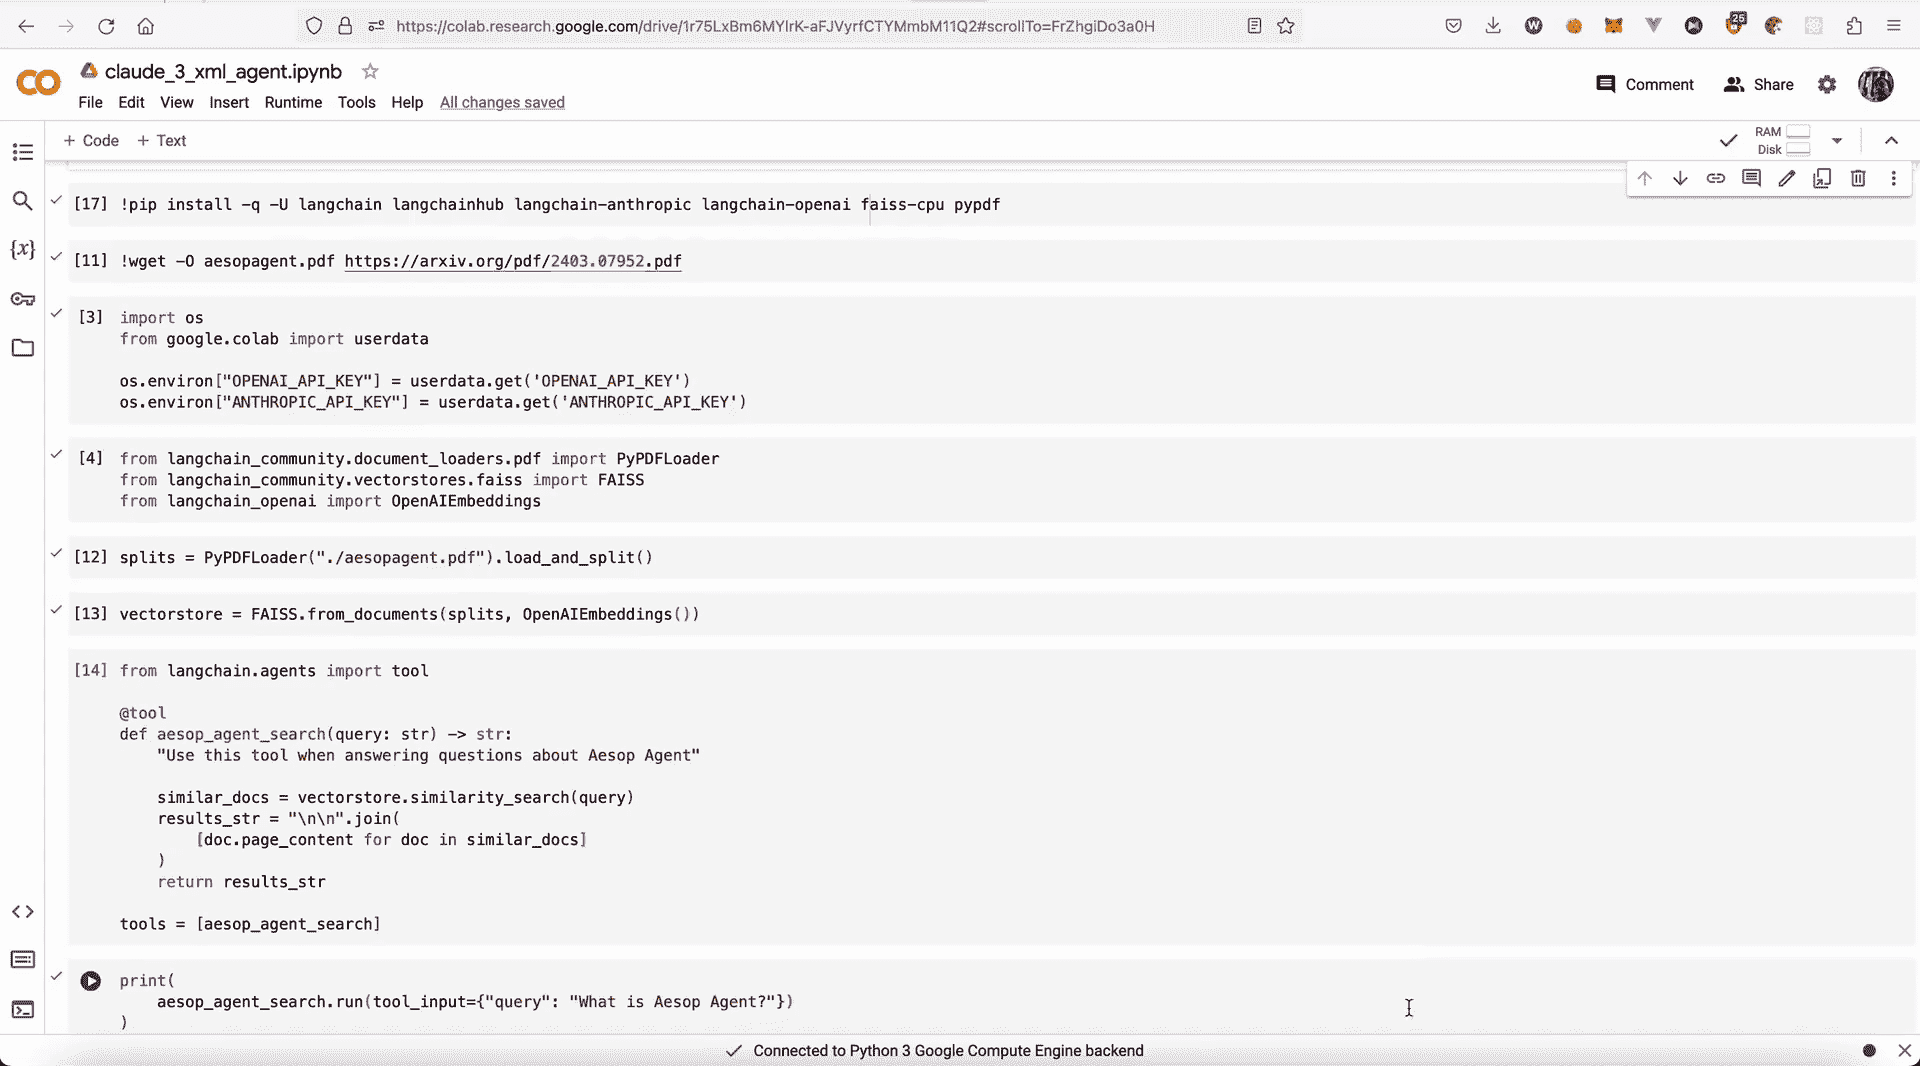 https://colab.research.google.com/drive/1r75LxBm6MYIrK-aFJVyrfCTYMmbM11Q2#scrollTo=FrZhgiDo3a0H
25
claude_3_xml_agent.ipynb
File Edit View Insert Runtime Tools Help All changes saved
Comment Share
+ Code + Text
RAM
Disk
[17] !pip install -q -U langchain langchainhub langchain-anthropic langchain-openai faiss-cpu pypdf
[11] !wget -O aesopagent.pdf https://arxiv.org/pdf/2403.07952.pdf
[3] import os
from google.colab import userdata
os.environ["OPENAI_API_KEY"] = userdata.get('OPENAI_API_KEY')
os.environ["ANTHROPIC_API_KEY"] = userdata.get('ANTHROPIC_API_KEY')
[4] from langchain_community.document_loaders.pdf import PyPDFLoader
from langchain_community.vectorstores.faiss import FAISS
from langchain_openai import OpenAIEmbeddings
[12] splits = PyPDFLoader("./aesopagent.pdf").load_and_split()
[13] vectorstore = FAISS.from_documents(splits, OpenAIEmbeddings())
[14] from langchain.agents import tool
@tool
def aesop_agent_search(query: str) -> str:
"Use this tool when answering questions about Aesop Agent"
similar_docs = vectorstore.similarity_search(query)
results_str = "\n\n".join(
[doc.page_content for doc in similar_docs]
)
return results_str
tools = [aesop_agent_search]
print(
aesop_agent_search.run(tool_input={"query": "What is Aesop Agent?"})
)
Connected to Python 3 Google Compute Engine backend